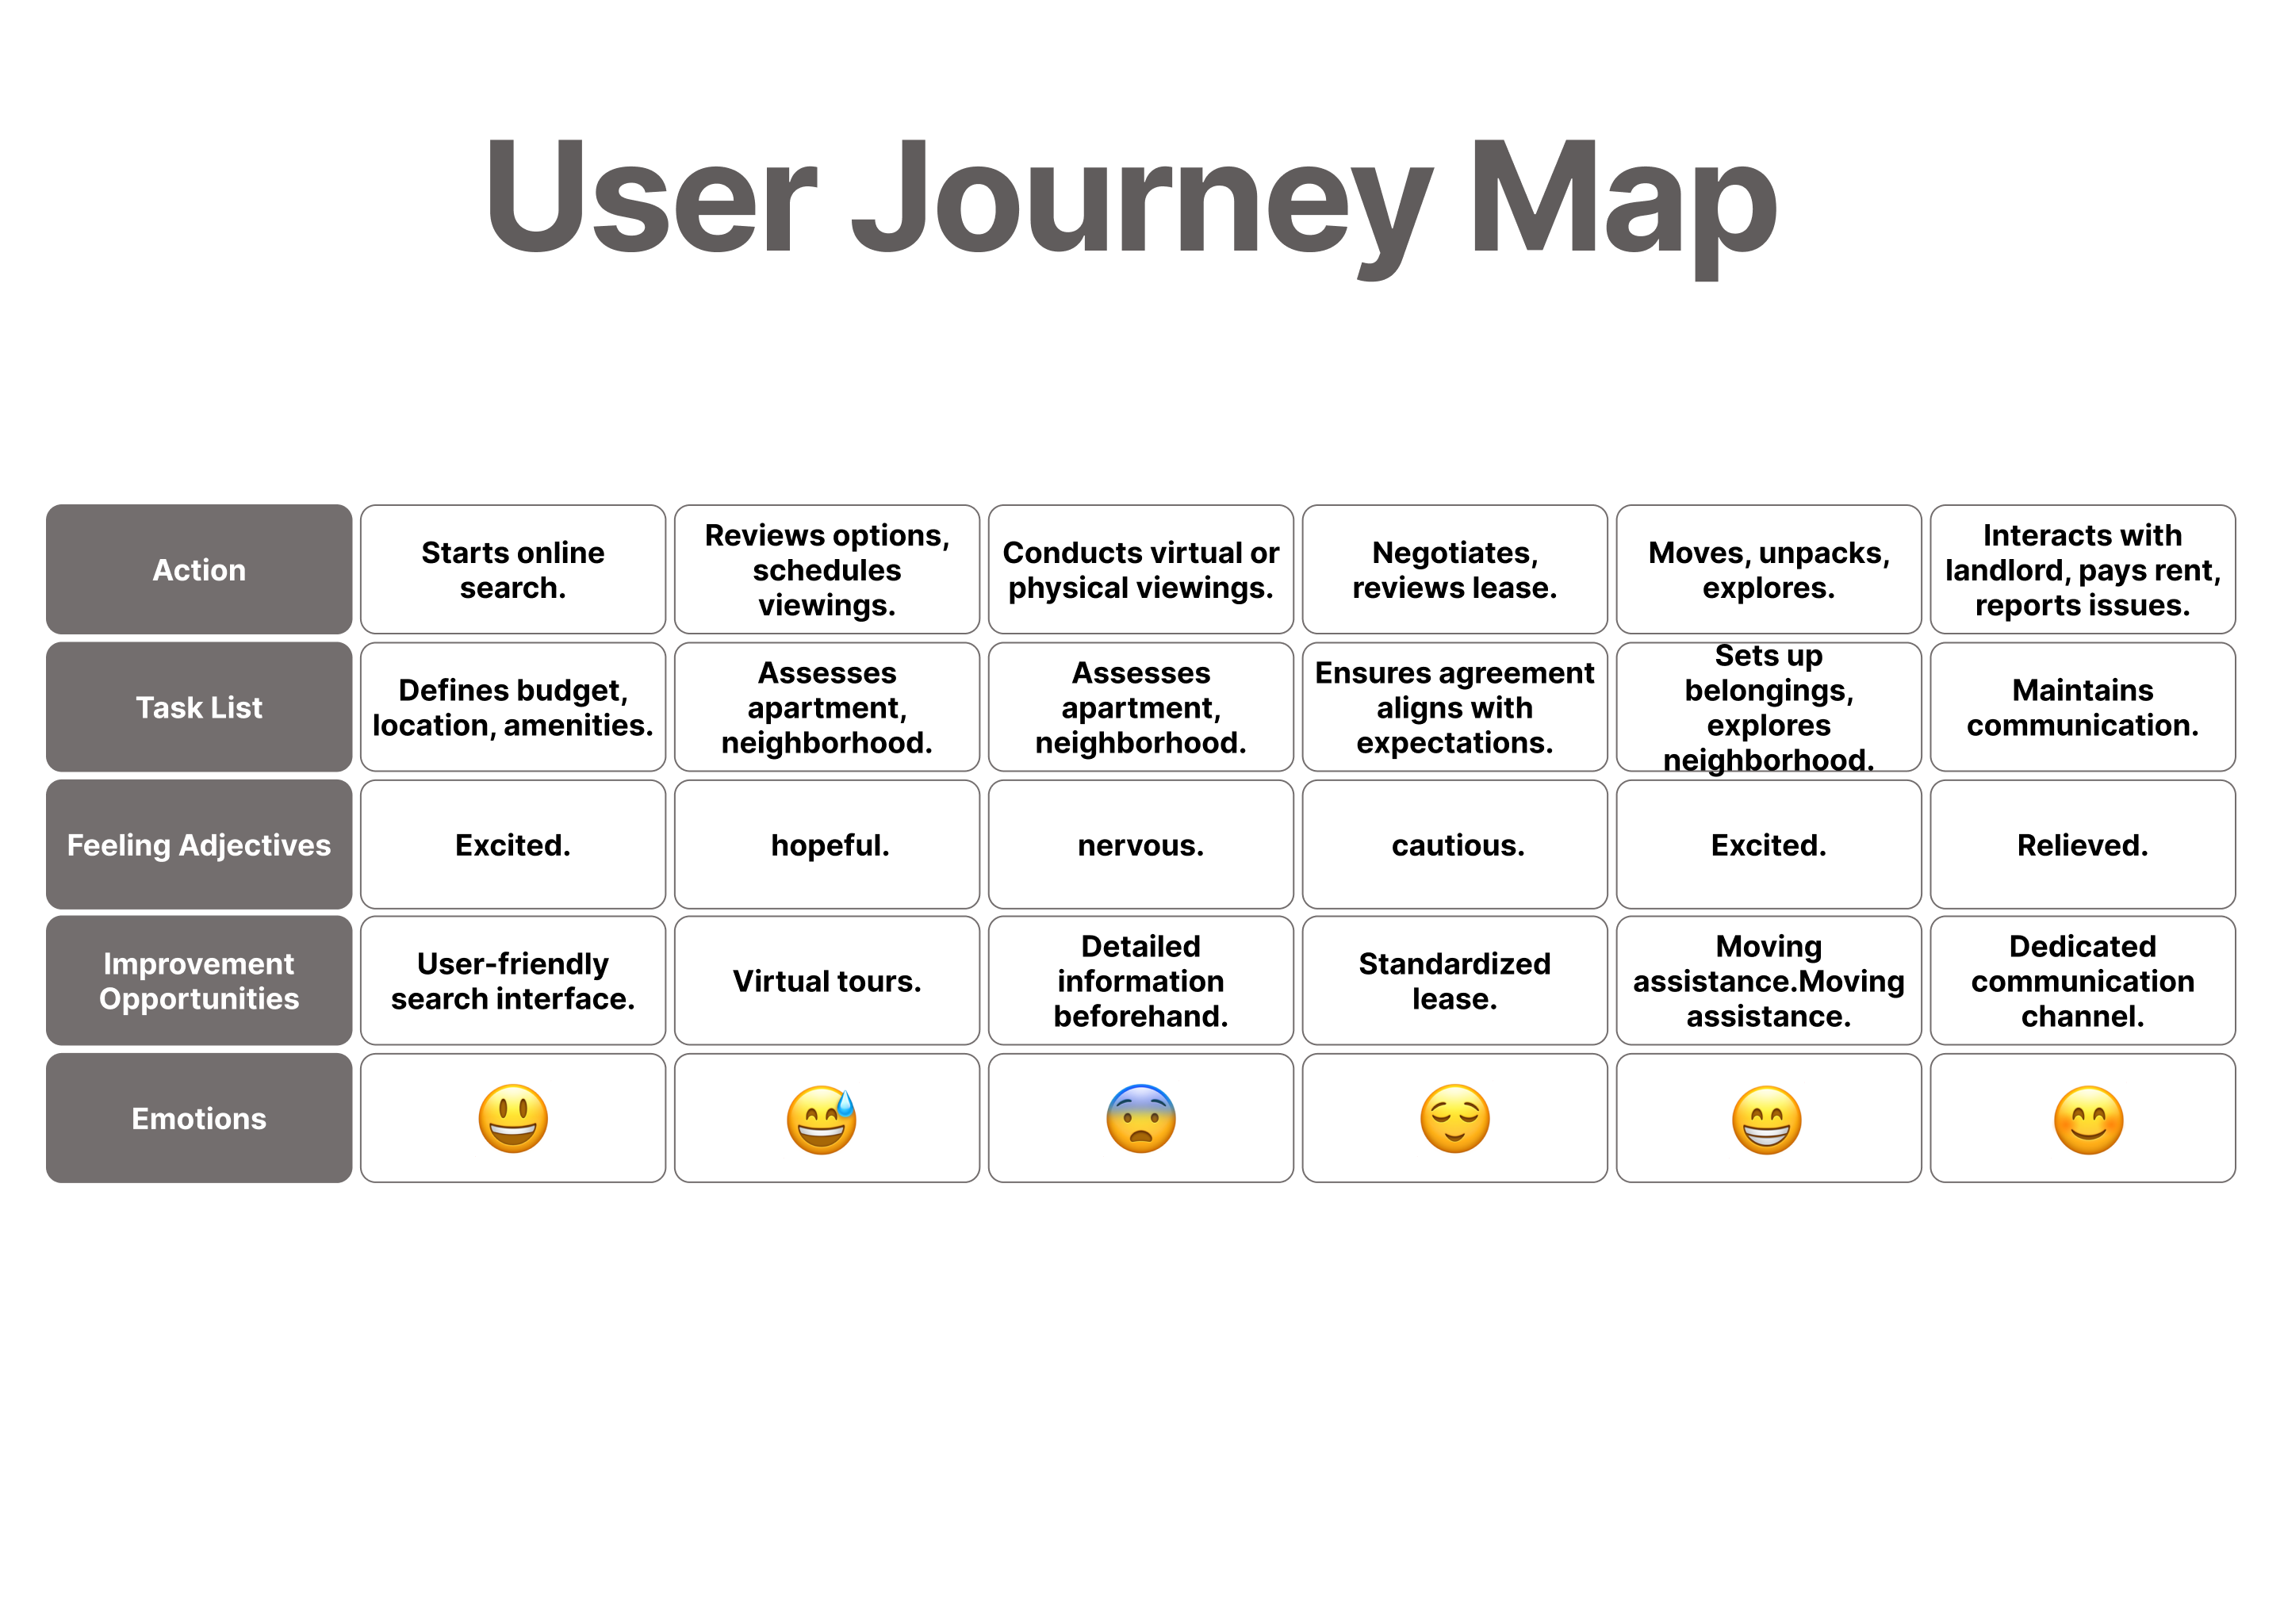 User Journey Map
Action
Starts online
search.
Reviews options,
schedules
viewings.
Conducts virtual or
physical viewings.
Negotiates,
reviews lease.
Moves, unpacks,
explores.
Interacts with
landlord, pays rent,
reports issues.
Task List
Defines budget,
location, amenities.
Assesses
apartment,
neighborhood.
Assesses
apartment,
neighborhood.
Ensures agreement
aligns with
expectations.
Sets up
belongings,
explores
neighborhood.
Maintains
communication.
Feeling Adjectives
Excited.
hopeful.
nervous.
cautious.
Excited.
Relieved.
Improvement
Opportunities
User-friendly
search interface.
Virtual tours.
Detailed
information
beforehand.
Standardized
lease.
Moving
assistance.Moving
assistance.
Dedicated
communication
channel.
Emotions